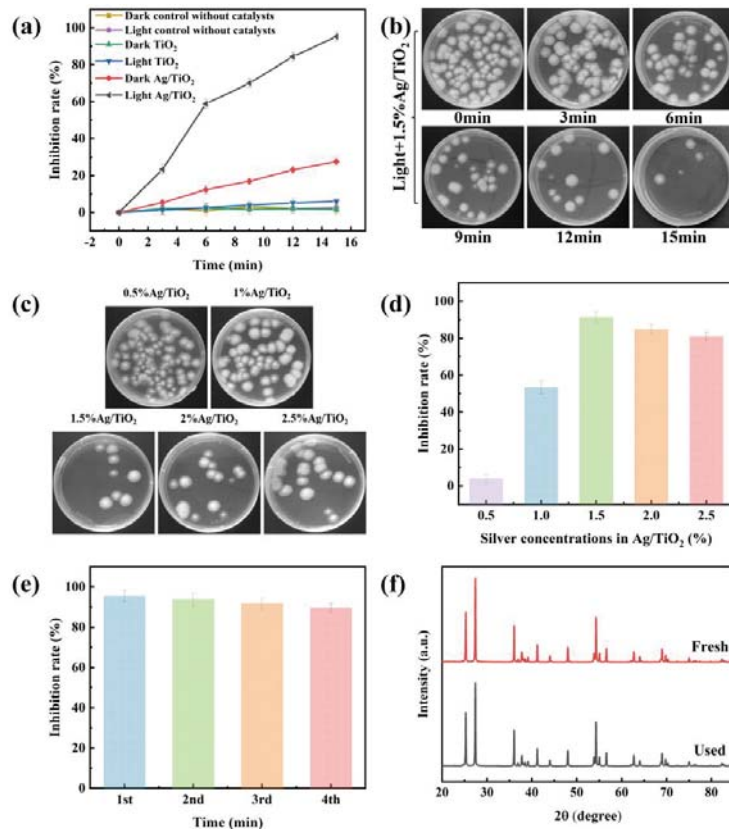 (a)
Dark control without catalysts
Light control without catalysts
Dark TiO₂
Light TiO₂
Dark Ag/TiO₂
Light Ag/TiO₂
100
80
60
40
20
0
Inhibition rate (%)
-2 0 2 4 6 8 10 12 14 16
Time (min)
(b)
Light+1.5%Ag/TiO₂
0min 3min 6min
9min 12min 15min
(c)
0.5%Ag/TiO₂ 1%Ag/TiO₂
1.5%Ag/TiO₂ 2%Ag/TiO₂ 2.5%Ag/TiO₂
(d)
100
80
60
40
20
0
Inhibition rate (%)
0.5 1.0 1.5 2.0 2.5
Silver concentrations in Ag/TiO₂ (%)
(e)
100
80
60
40
20
0
Inhibition rate (%)
1st 2nd 3rd 4th
Time (min)
(f)
Intensity (a.u.)
Fresh
Used
20 30 40 50 60 70 80
2θ (degree)